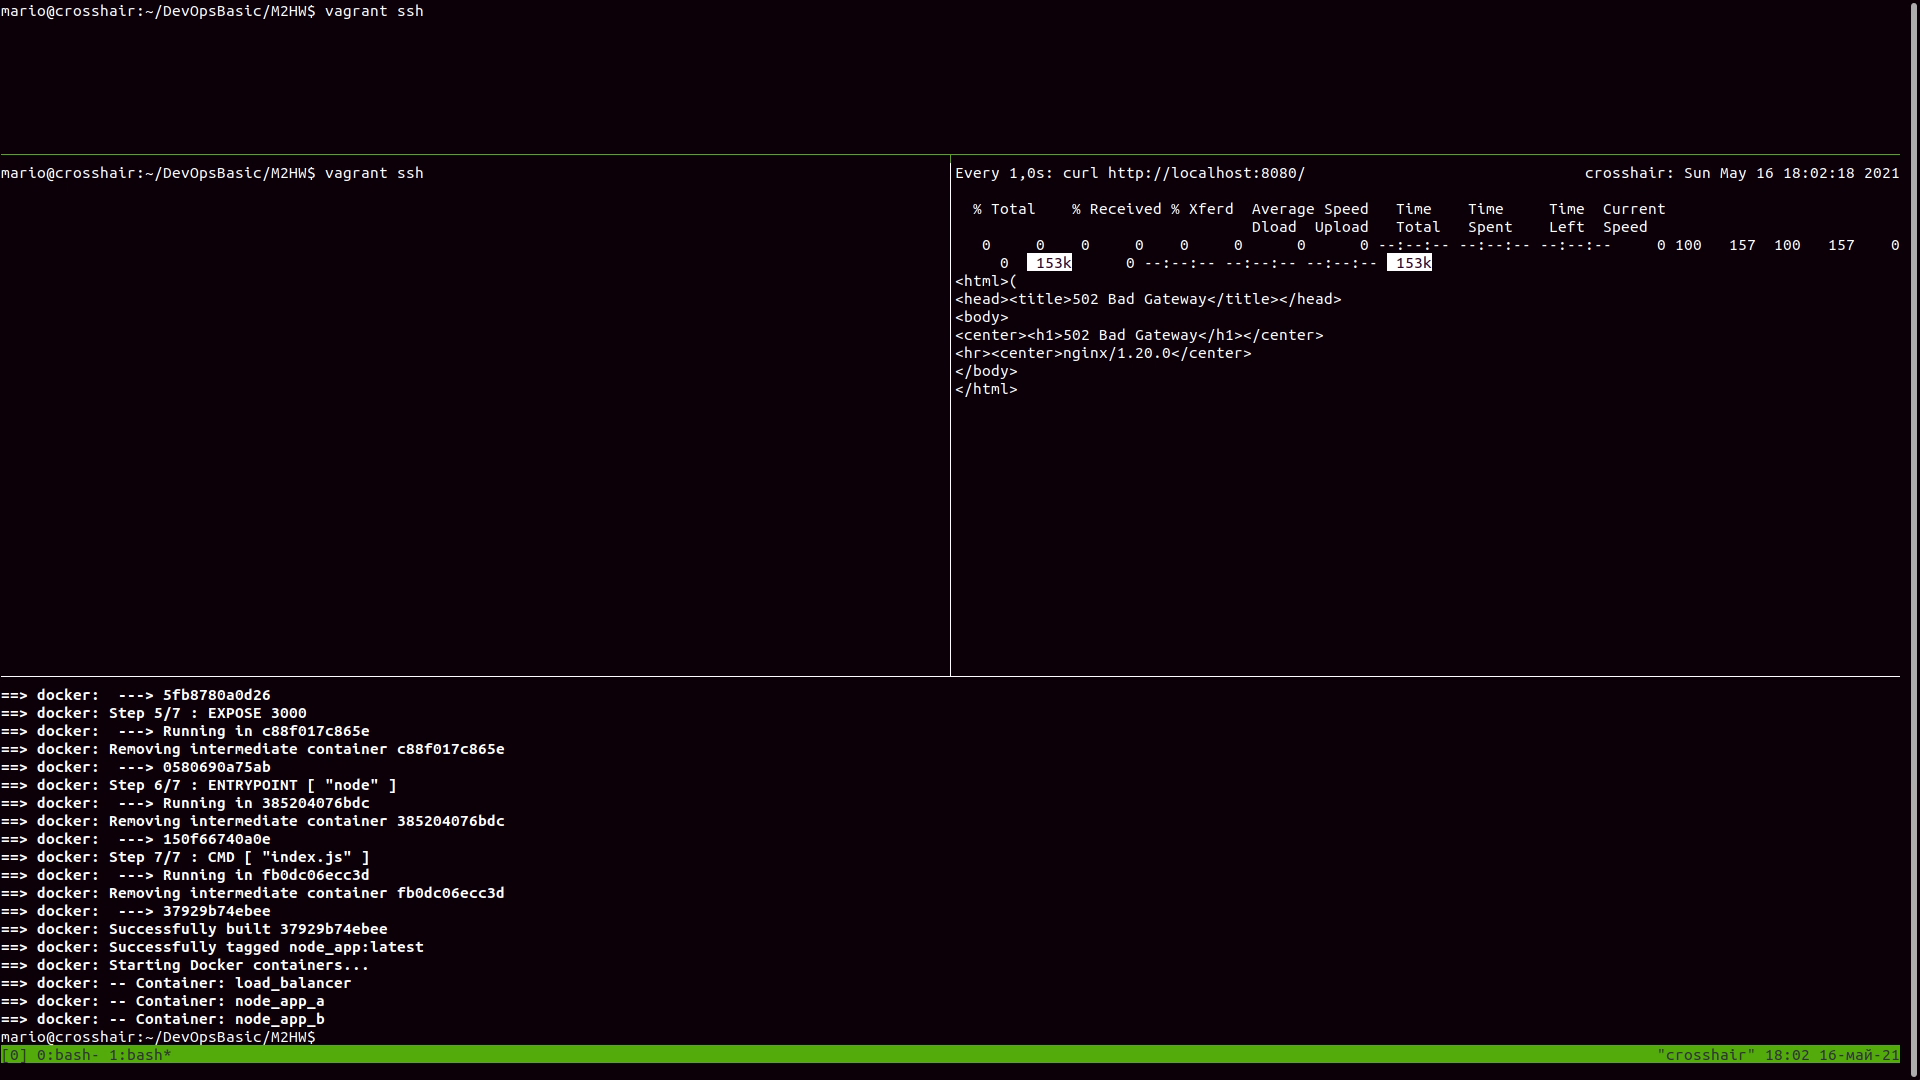 mario@crosshair:~/DevOpsBasic/M2HW$ vagrant ssh
mario@crosshair:~/DevOpsBasic/M2HW$ vagrant ssh
Every 1,0s: curl http://localhost:8080/ crosshair: Sun May 16 18:02:18 2021
% Total % Received % Xferd Average Speed Time Time Time Current
Dload Upload Total Spent Left Speed
0 0 0 0 0 0 0 0 --:--:-- --:--:-- --:--:-- 0 100 157 100 157 0
0 153k 0 --:--:-- --:--:-- --:--:-- 153k
<html>(
<head><title>502 Bad Gateway</title></head>
<body>
<center><h1>502 Bad Gateway</h1></center>
<hr><center>nginx/1.20.0</center>
</body>
</html>
==> docker:  ---> 5fb8780a0d26
==> docker: Step 5/7 : EXPOSE 3000
==> docker:  ---> Running in c88f017c865e
==> docker: Removing intermediate container c88f017c865e
==> docker:  ---> 0580690a75ab
==> docker: Step 6/7 : ENTRYPOINT [ "node" ]
==> docker:  ---> Running in 385204076bdc
==> docker: Removing intermediate container 385204076bdc
==> docker:  ---> 150f66740a0e
==> docker: Step 7/7 : CMD [ "index.js" ]
==> docker:  ---> Running in fb0dc06ecc3d
==> docker: Removing intermediate container fb0dc06ecc3d
==> docker:  ---> 37929b74ebee
==> docker: Successfully built 37929b74ebee
==> docker: Successfully tagged node_app:latest
==> docker: Starting Docker containers...
==> docker: -- Container: load_balancer
==> docker: -- Container: node_app_a
==> docker: -- Container: node_app_b
mario@crosshair:~/DevOpsBasic/M2HW$
[0] 0:bash- 1:bash* "crosshair" 18:02 16-май-21